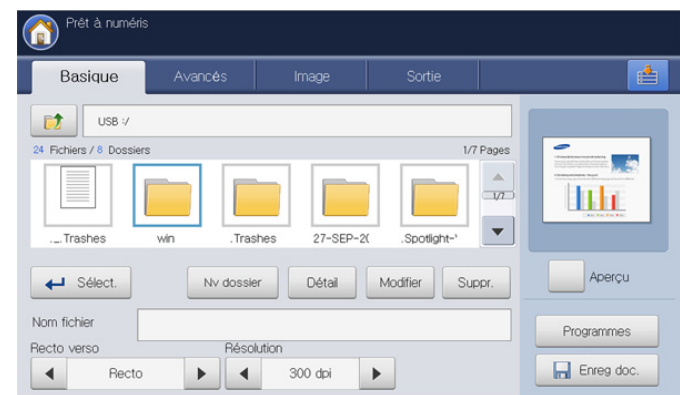 Prêt à numéris
Basique
Avancés
Image
Sortie
USB :/
24 Fichiers / 8 Dossiers
1/7 Pages
1/7
._.Trashes
win
.Trashes
27-SEP-2(
.Spotlight-'
Sélect.
Nv dossier
Détail
Modifier
Suppr.
Aperçu
Nom fichier
Programmes
Recto verso
Résolution
Recto
300 dpi
Enreg doc.